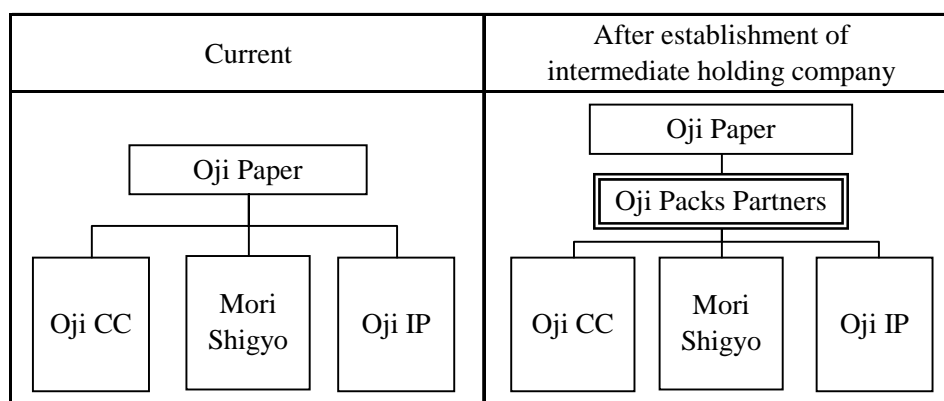 Current
After establishment of
intermediate holding company
Oji Paper
Oji CC
Mori
Shigyo
Oji IP
Oji Paper
Oji Packs Partners
Oji CC
Mori
Shigyo
Oji IP